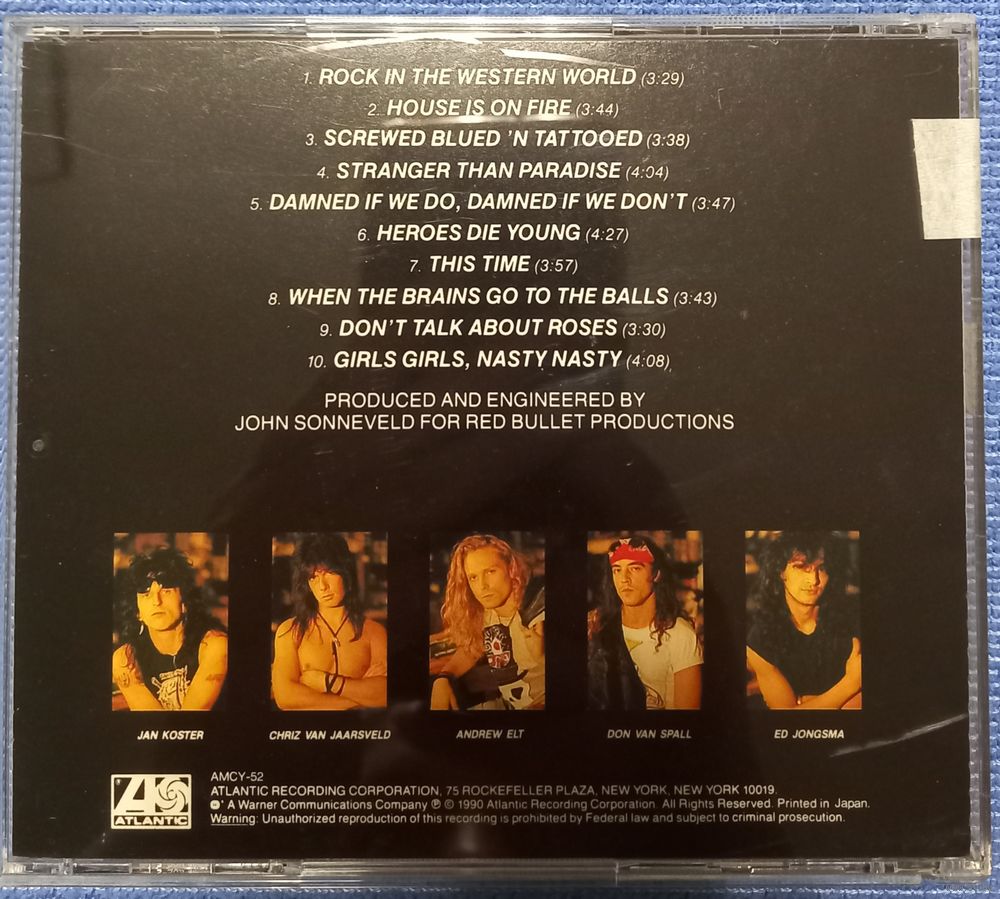 1. ROCK IN THE WESTERN WORLD (3:29)
2. HOUSE IS ON FIRE (3:44)
3. SCREWED BLUED 'N TATTOOED (3:38)
4. STRANGER THAN PARADISE (4:04)
5. DAMNED IF WE DO, DAMNED IF WE DON'T (3:47)
6. HEROES DIE YOUNG (4:27)
7. THIS TIME (3:57)
8. WHEN THE BRAINS GO TO THE BALLS (3:43)
9. DON'T TALK ABOUT ROSES (3:30)
10. GIRLS GIRLS, NASTY NASTY (4:08)
PRODUCED AND ENGINEERED BY
JOHN SONNEVELD FOR RED BULLET PRODUCTIONS
JAN KOSTER CHRIZ VAN JAARSVELD ANDREW ELT DON VAN SPALL ED JONGSMA
ATLANTIC
AMCY-52
ATLANTIC RECORDING CORPORATION, 75 ROCKEFELLER PLAZA, NEW YORK, NEW YORK 10019.
A Warner Communications Company ℗ © 1990 Atlantic Recording Corporation. All Rights Reserved. Printed in Japan.
Warning: Unauthorized reproduction of this recording is prohibited by Federal law and subject to criminal prosecution.